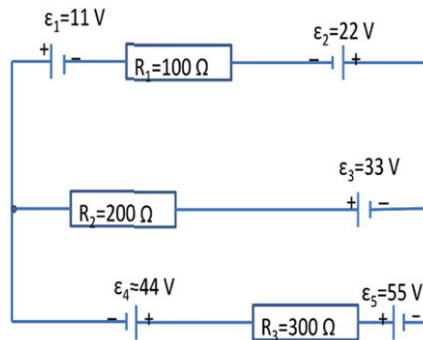 ε₁=11 V
ε₂=22 V
+ –
R₁=100 Ω
– +
ε₃=33 V
R₂=200 Ω
+ –
ε₄=44 V
ε₅=55 V
– +
R₃=300 Ω
+ –